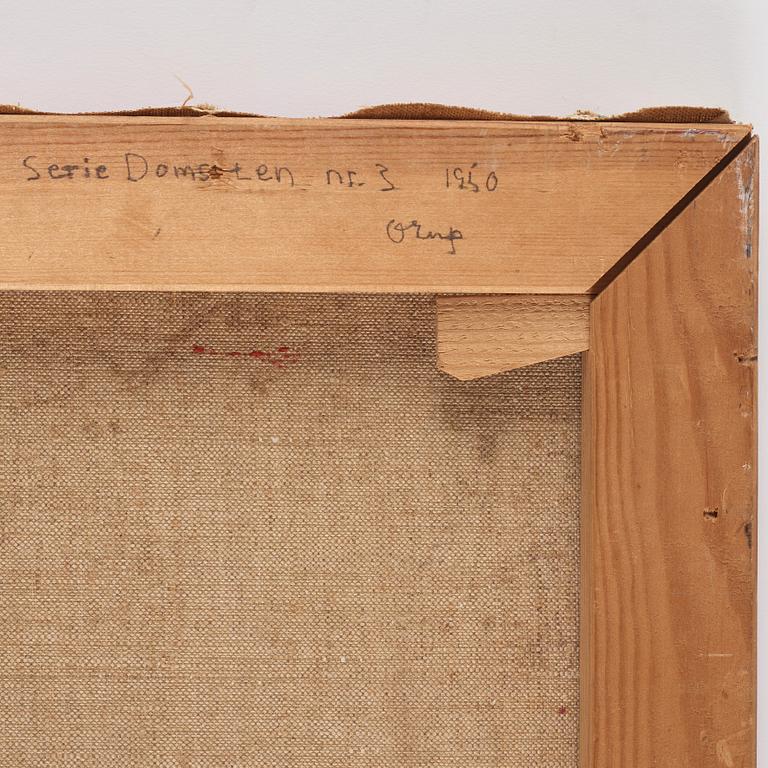 Serie Domsten nr. 3 1950
Orup